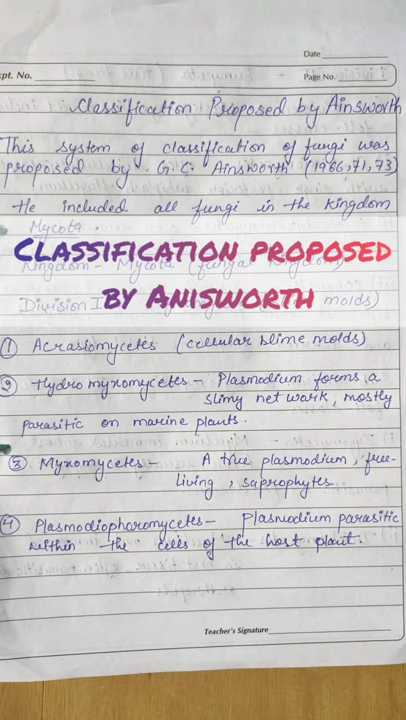 Date
pt. No.
Page No.
Classification Proposed by Ainsworth
This system of classification of fungi was
proposed by G.C. Ainsworth (1966,71,73)
He included all fungi in the Kingdom
Mycota.
CLASSIFICATION PROPOSED
BY ANISWORTH
Kingdom - Mycota (fungal Kingdom)
Division I molds)
① Acrasiomycetes (cellular slime molds)
② Hydromyxomycetes - Plasmodium forms a
slimy net work, mostly
parasitic on marine plants.
③ Myxomycetes - A true plasmodium, free-
living, saprophytes.
④ Plasmodiophoromycetes - Plasmodium parasitic
within the cells of the host plant.
Teacher's Signature